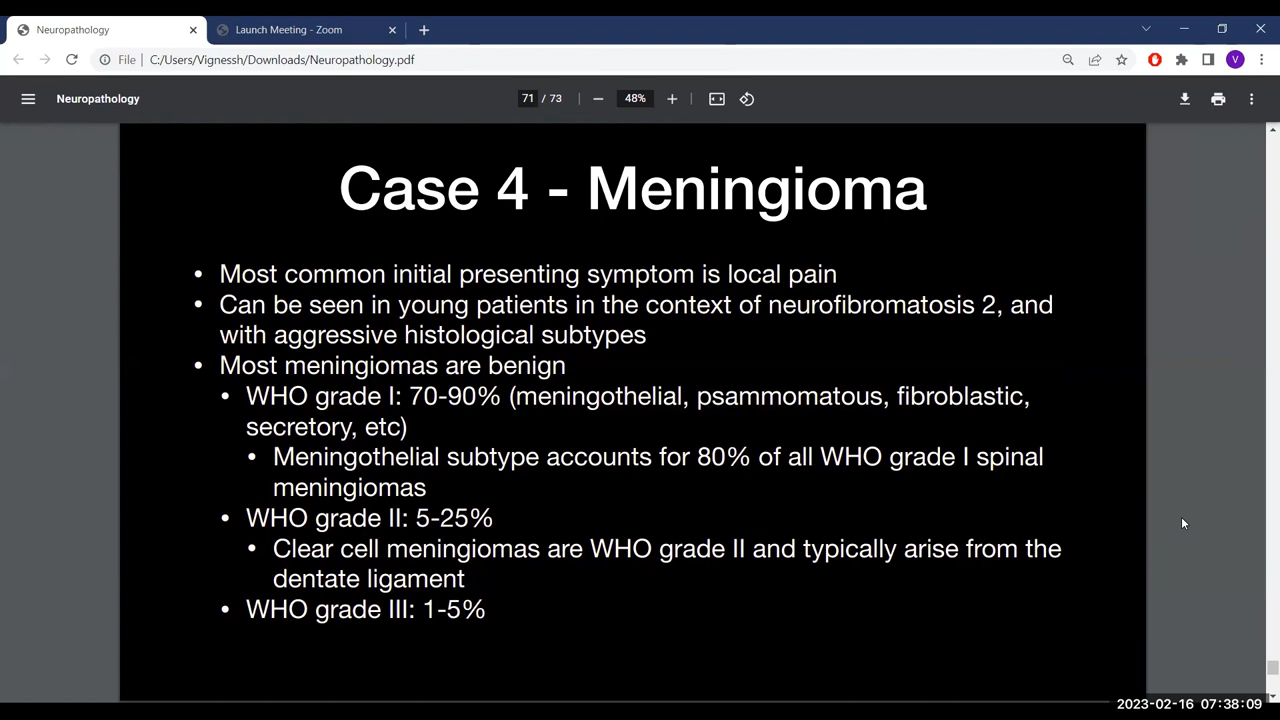 Neuropathology
Launch Meeting - Zoom
File
C:/Users/Vignessh/Downloads/Neuropathology.pdf
V
Neuropathology
71 / 73
48%
Case 4 - Meningioma
• Most common initial presenting symptom is local pain
• Can be seen in young patients in the context of neurofibromatosis 2, and
with aggressive histological subtypes
• Most meningiomas are benign
• WHO grade I: 70-90% (meningothelial, psammomatous, fibroblastic,
secretory, etc)
• Meningothelial subtype accounts for 80% of all WHO grade I spinal
meningiomas
• WHO grade II: 5-25%
• Clear cell meningiomas are WHO grade II and typically arise from the
dentate ligament
• WHO grade III: 1-5%
2023-02-16 07:38:09